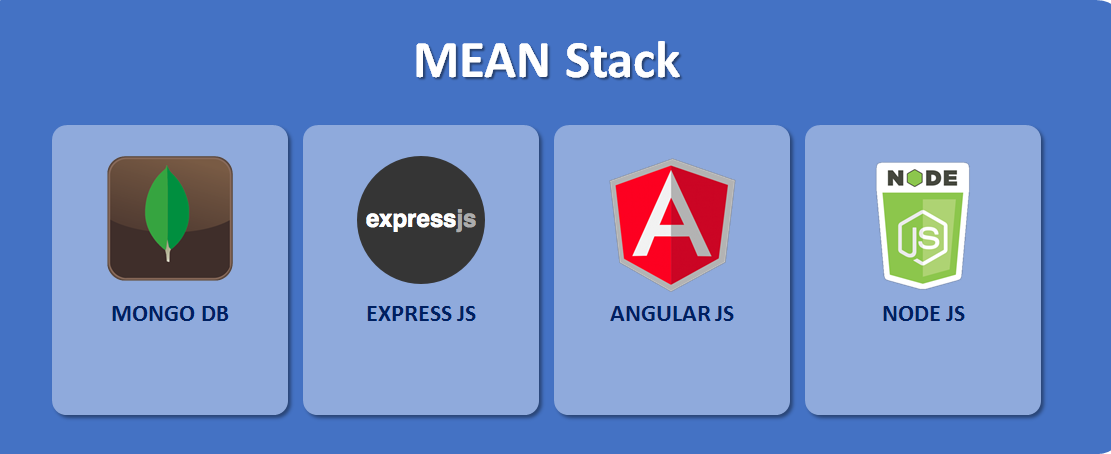 MEAN Stack
expressjs
A
NODE
JS
MONGO DB
EXPRESS JS
ANGULAR JS
NODE JS